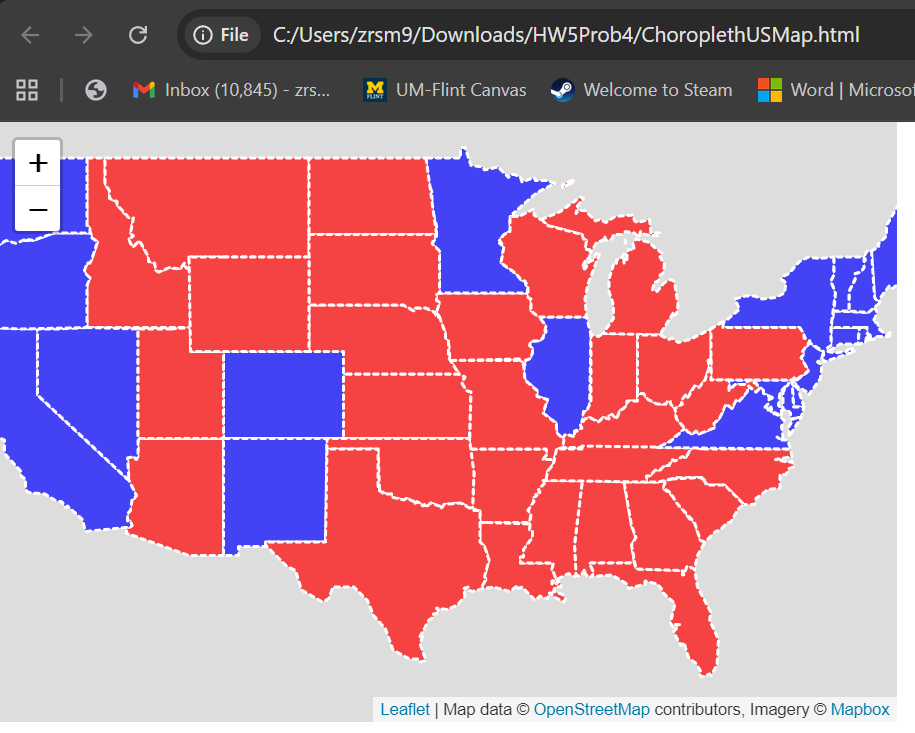 File C:/Users/zrsm9/Downloads/HW5Prob4/ChoroplethUSMap.html
Inbox (10,845) - zrs... M FLINT UM-Flint Canvas Welcome to Steam Word | Microsof
+
−
Leaflet | Map data © OpenStreetMap contributors, Imagery © Mapbox